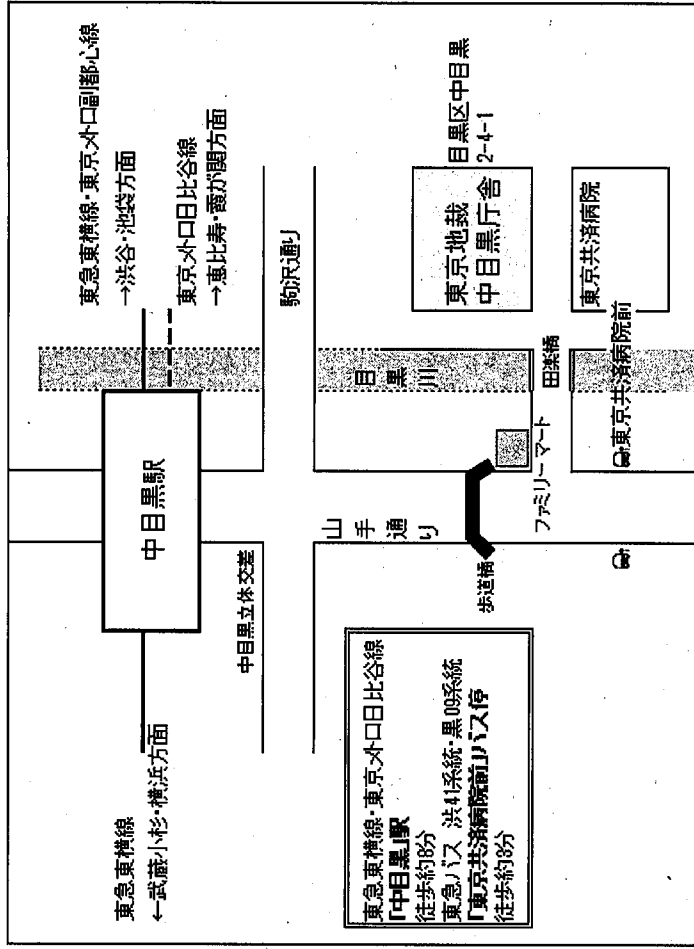 東急東横線
←武蔵小杉・横浜方面
中目黒駅
東急東横線・東京メトロ副都心線
→渋谷・池袋方面
東京メトロ日比谷線
→恵比寿・霞が関方面
中目黒立体交差
駒沢通り
山手通り
目黒川
東京地裁
中目黒庁舎
目黒区中目黒
2-4-1
歩道橋
ファミリーマート
田楽橋
東京共済病院
東京共済病院前
東急東横線・東京メトロ日比谷線
「中目黒」駅
徒歩約8分
東急バス 渋41系統・黒09系統
「東京共済病院前」バス停
徒歩約3分